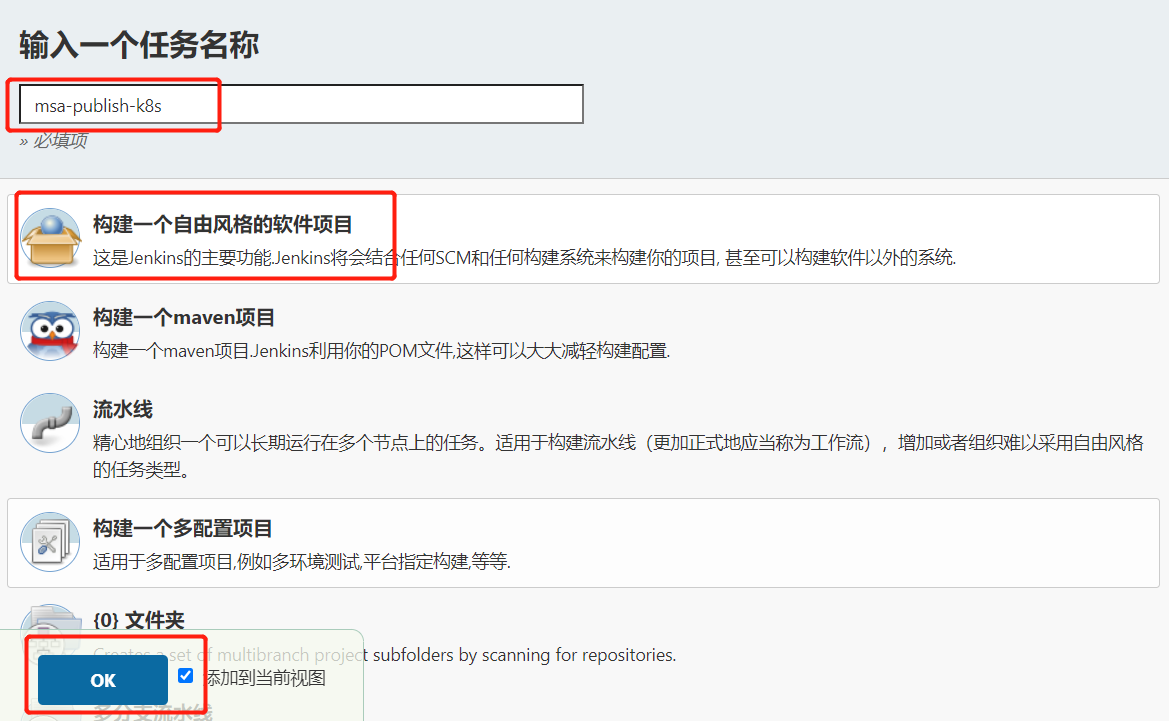 输入一个任务名称
msa-publish-k8s
» 必填项
构建一个自由风格的软件项目
这是Jenkins的主要功能.Jenkins将会结合任何SCM和任何构建系统来构建你的项目, 甚至可以构建软件以外的系统.
构建一个maven项目
构建一个maven项目.Jenkins利用你的POM文件,这样可以大大减轻构建配置.
流水线
精心地组织一个可以长期运行在多个节点上的任务。适用于构建流水线（更加正式地应当称为工作流），增加或者组织难以采用自由风格
的任务类型。
构建一个多配置项目
适用于多配置项目,例如多环境测试,平台指定构建,等等.
{0} 文件夹
Creates a set of multibranch project subfolders by scanning for repositories.
OK
添加到当前视图
多分支流水线